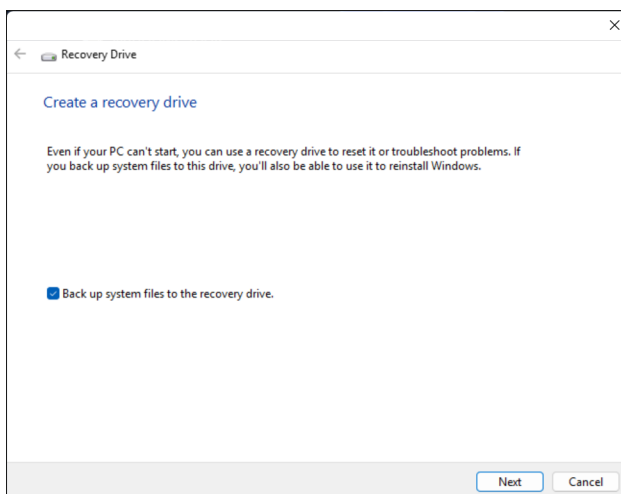 Recovery Drive
Create a recovery drive
Even if your PC can't start, you can use a recovery drive to reset it or troubleshoot problems. If
you back up system files to this drive, you'll also be able to use it to reinstall Windows.
Back up system files to the recovery drive.
Next Cancel